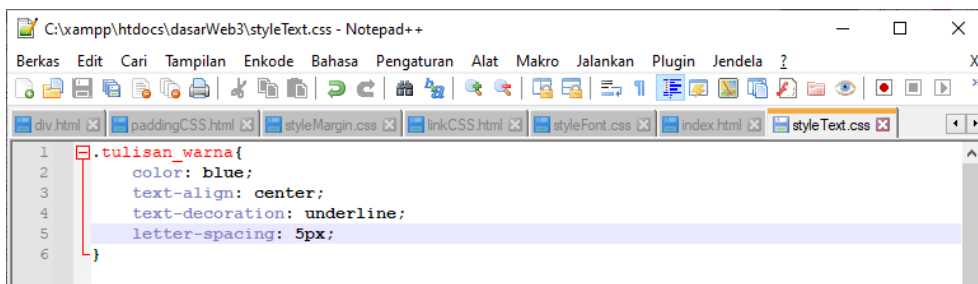 C:\xampp\htdocs\dasarWeb3\styleText.css - Notepad++
Berkas Edit Cari Tampilan Enkode Bahasa Pengaturan Alat Makro Jalankan Plugin Jendela ? X
div.html paddingCSS.html styleMargin.css linkCSS.html styleFont.css index.html styleText.css
1 .tulisan_warna{
2 color: blue;
3 text-align: center;
4 text-decoration: underline;
5 letter-spacing: 5px;
6 }